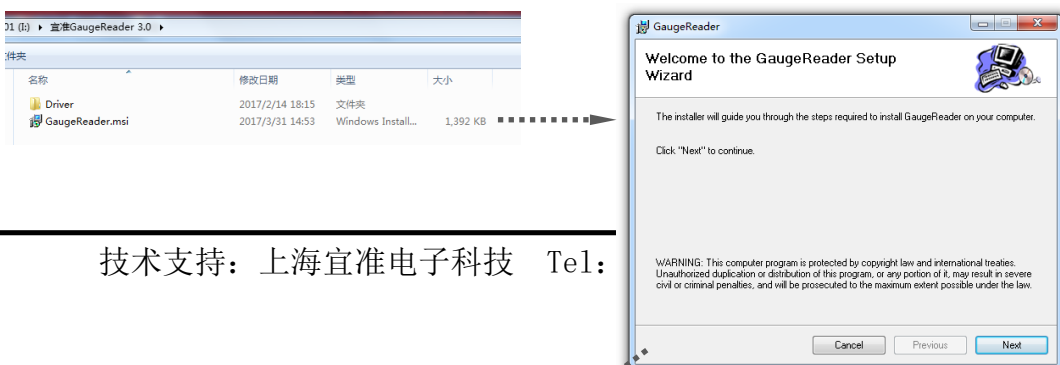 01 (I:) ▸ 宜准GaugeReader 3.0 ▸
件夹
名称 修改日期 类型 大小
Driver 2017/2/14 18:15 文件夹
GaugeReader.msi 2017/3/31 14:53 Windows Install... 1,392 KB
GaugeReader
Welcome to the GaugeReader Setup
Wizard
The installer will guide you through the steps required to install GaugeReader on your computer.
Click "Next" to continue.
WARNING: This computer program is protected by copyright law and international treaties.
Unauthorized duplication or distribution of this program, or any portion of it, may result in severe
civil or criminal penalties, and will be prosecuted to the maximum extent possible under the law.
Cancel Previous Next
技术支持：上海宜准电子科技 Tel：